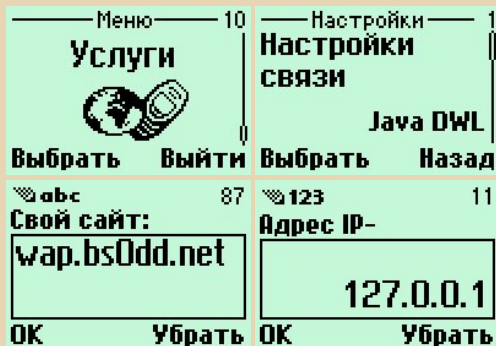 Меню 10
Услуги
Выбрать Выйти
Настройки 1
Настройки
связи
Java DWL
Выбрать Назад
abc 87
Свой сайт:
wap.bs0dd.net
OK Убрать
123 11
Адрес IP-
127.0.0.1
OK Убрать